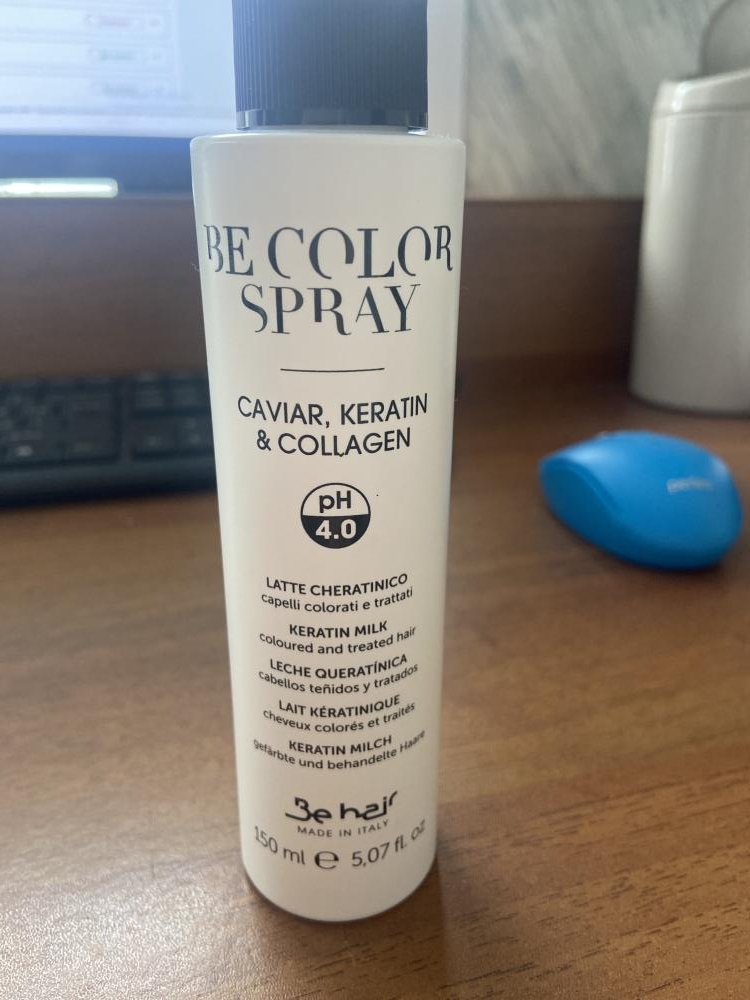 BE COLOR
SPRAY
CAVIAR, KERATIN
& COLLAGEN
pH
4.0
LATTE CHERATINICO
capelli colorati e trattati
KERATIN MILK
coloured and treated hair
LECHE QUERATÍNICA
cabellos teñidos y tratados
LAIT KÉRATINIQUE
cheveux colorés et traités
KERATIN MILCH
gefärbte und behandelte Haare
Be hair
MADE IN ITALY
150 ml ℮ 5,07 fl. oz